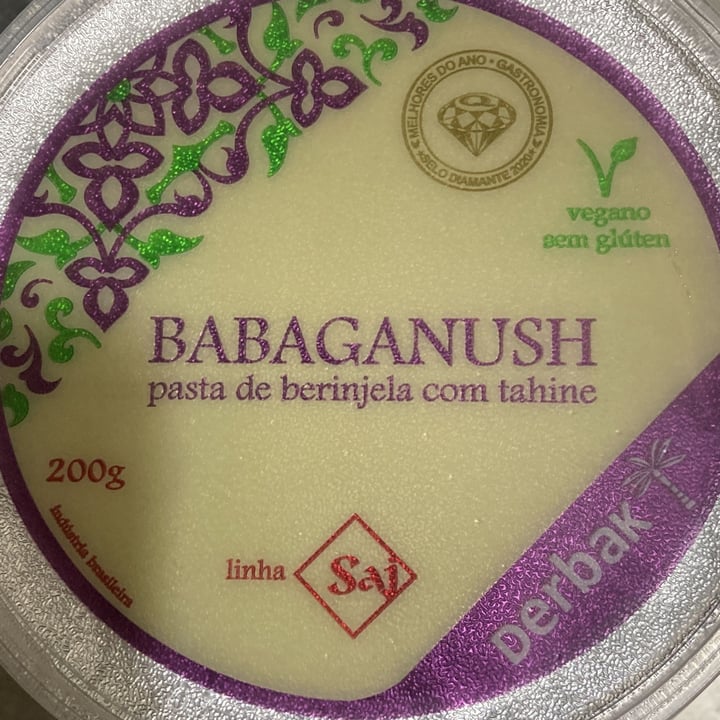 MELHORES DO ANO • GASTRONOMIA
SELO DIAMANTE 2020
vegano
sem glúten
BABAGANUSH
pasta de berinjela com tahine
200g
Indústria brasileira
linha Saj
Derbak